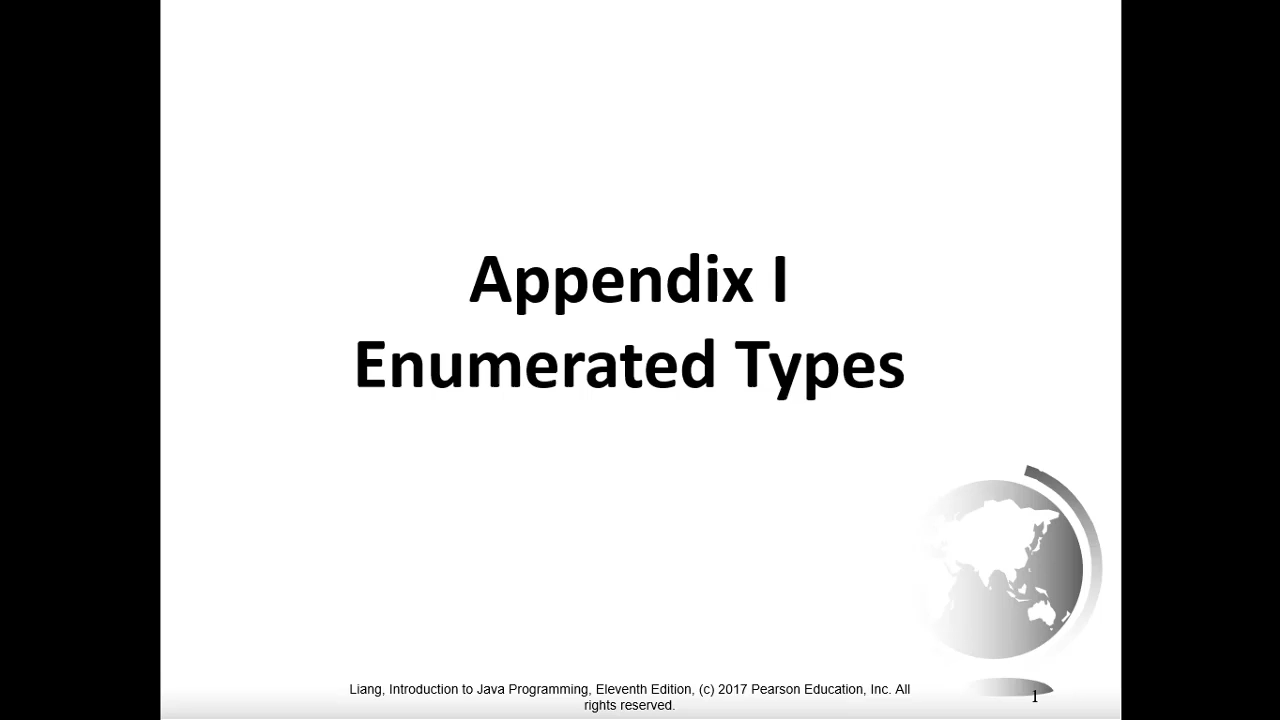 Appendix I
Enumerated Types
Liang, Introduction to Java Programming, Eleventh Edition, (c) 2017 Pearson Education, Inc. All
rights reserved.
1